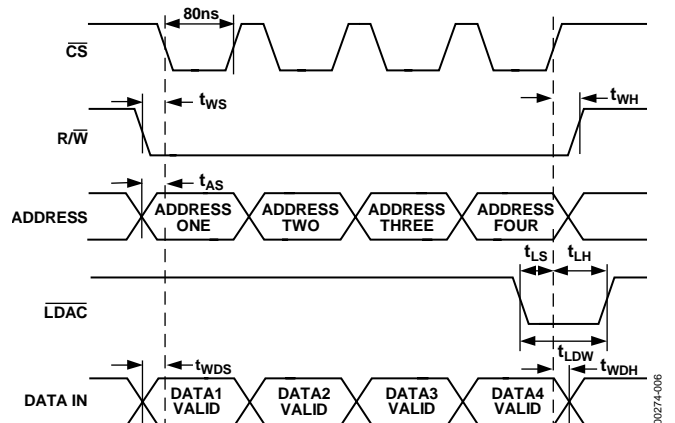 80ns
CS
tWS
tWH
R/W
tAS
ADDRESS
ADDRESS ONE
ADDRESS TWO
ADDRESS THREE
ADDRESS FOUR
tLS
tLH
LDAC
tLDW
tWDS
tWDH
DATA IN
DATA1 VALID
DATA2 VALID
DATA3 VALID
DATA4 VALID
00274-006